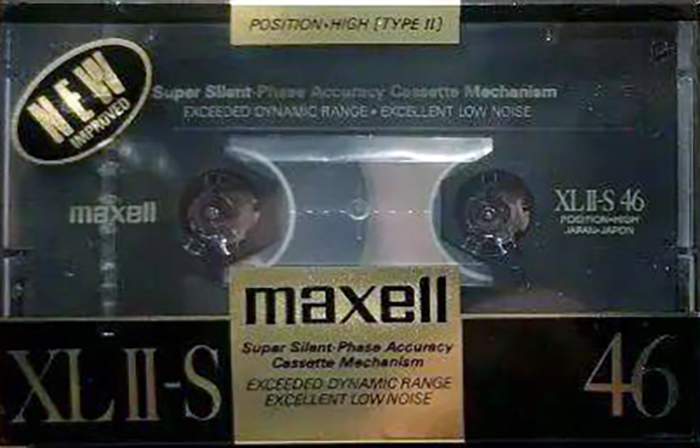 POSITION•HIGH [TYPE II]
NEW
IMPROVED
Super Silent-Phase Accuracy Cassette Mechanism
EXCEEDED DYNAMIC RANGE • EXCELLENT LOW NOISE
maxell
XL II-S 46
POSITION•HIGH
JAPAN•JAPON
maxell
Super Silent-Phase Accuracy
Cassette Mechanism
EXCEEDED DYNAMIC RANGE
EXCELLENT LOW NOISE
XL II-S
46